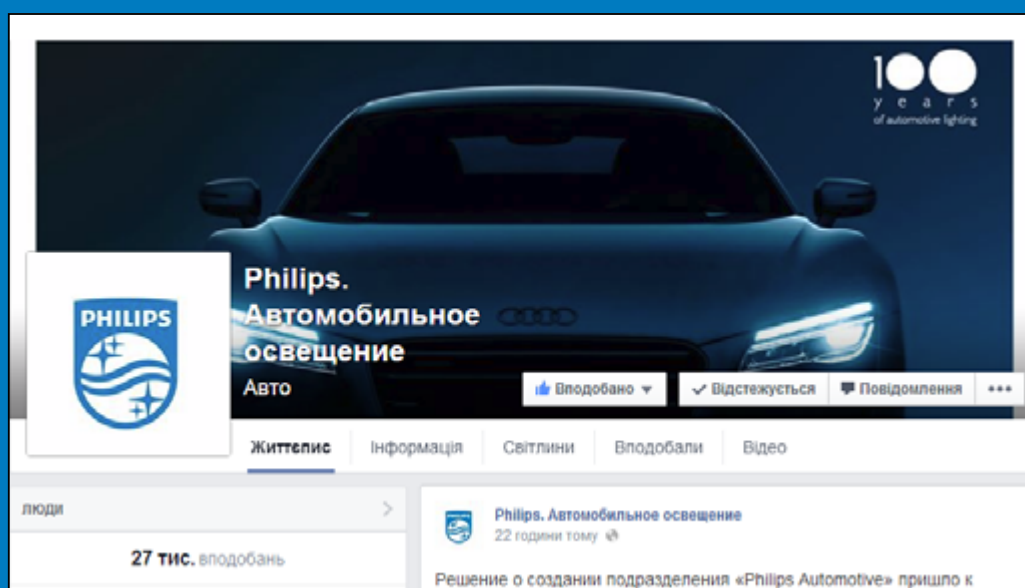 100
years
of automotive lighting
PHILIPS
Philips.
Автомобильное
освещение
Авто
Вподобано
Відстежується
Повідомлення
Життєпис
Інформація
Світлини
Вподобали
Відео
люди
27 тис. вподобань
Philips. Автомобильное освещение
22 години тому
Решение о создании подразделения «Philips Automotive» пришло к